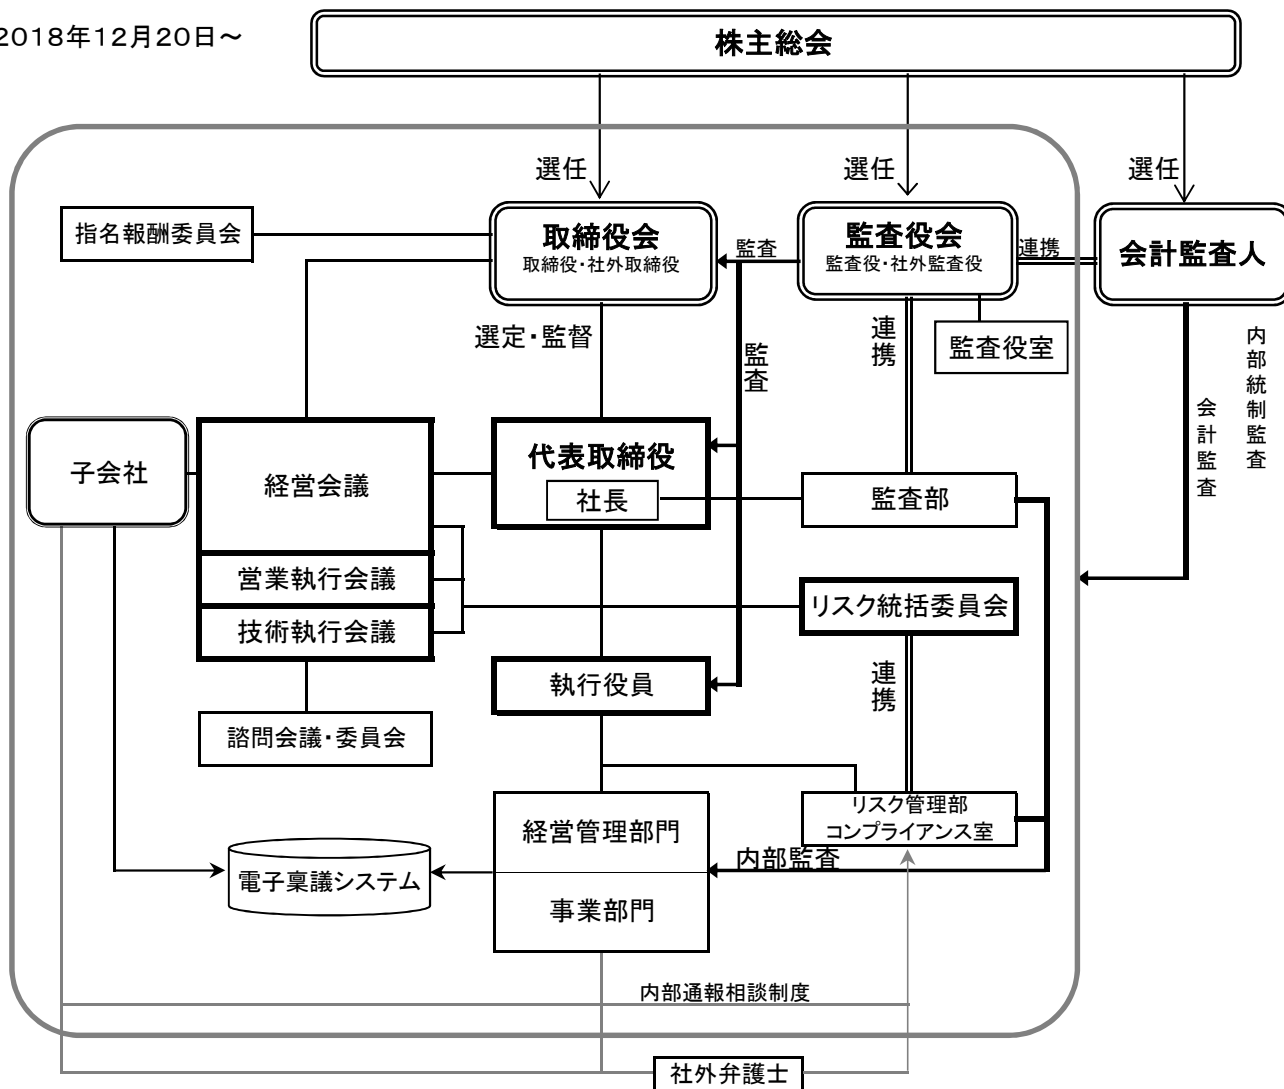 2018年12月20日～
株主総会
選任
選任
選任
指名報酬委員会
取締役会
取締役・社外取締役
監査
監査役会
監査役・社外監査役
連携
会計監査人
選定・監督
監査
連携
監査役室
内部統制監査
会計監査
子会社
経営会議
代表取締役
社長
監査部
営業執行会議
技術執行会議
リスク統括委員会
執行役員
連携
諮問会議・委員会
経営管理部門
リスク管理部
コンプライアンス室
内部監査
電子稟議システム
事業部門
内部通報相談制度
社外弁護士